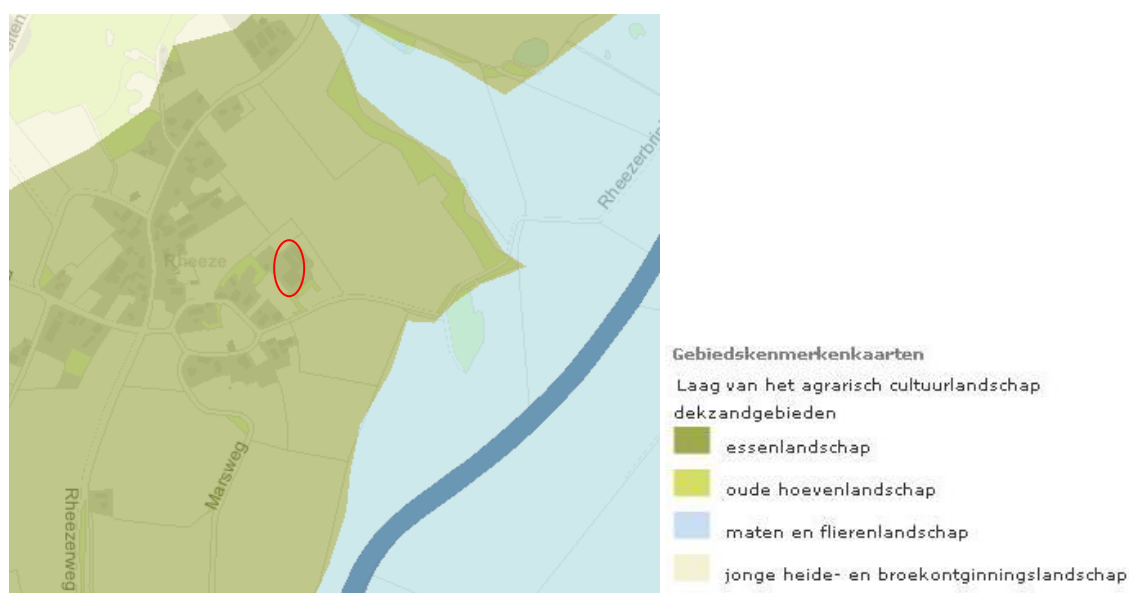 Rheezerbrin
Rheeze
Marsweg
Rheezerweg
Gebiedskenmerkenkaarten
Laag van het agrarisch cultuurlandschap
dekzandgebieden
essenlandschap
oude hoevenlandschap
maten en flierenlandschap
jonge heide- en broekontginningslandschap